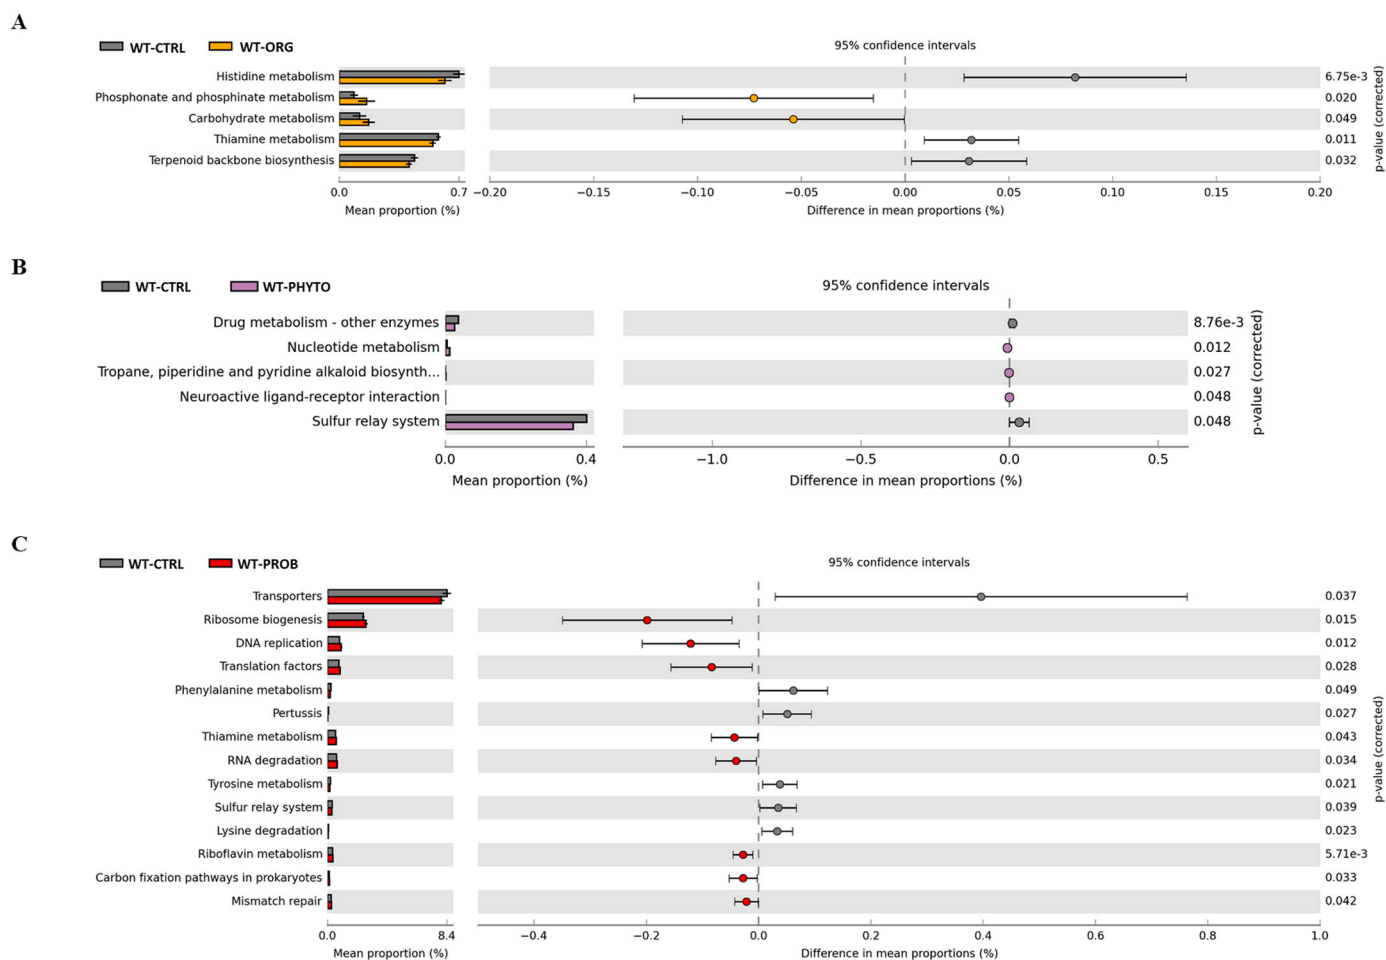 A
WT-CTRL WT-ORG 95% confidence intervals
Histidine metabolism 6.75e-3
Phosphonate and phosphinate metabolism 0.020
Carbohydrate metabolism 0.049
Thiamine metabolism 0.011
Terpenoid backbone biosynthesis 0.032
p-value (corrected)
0.0 0.7 −0.20 −0.15 −0.10 −0.05 0.00 0.05 0.10 0.15 0.20
Mean proportion (%) Difference in mean proportions (%)
B
WT-CTRL WT-PHYTO 95% confidence intervals
Drug metabolism - other enzymes 8.76e-3
Nucleotide metabolism 0.012
Tropane, piperidine and pyridine alkaloid biosynth... 0.027
Neuroactive ligand-receptor interaction 0.048
Sulfur relay system 0.048
p-value (corrected)
0.0 0.4 −1.0 −0.5 0.0 0.5
Mean proportion (%) Difference in mean proportions (%)
C
WT-CTRL WT-PROB 95% confidence intervals
Transporters 0.037
Ribosome biogenesis 0.015
DNA replication 0.012
Translation factors 0.028
Phenylalanine metabolism 0.049
Pertussis 0.027
Thiamine metabolism 0.043
RNA degradation 0.034
Tyrosine metabolism 0.021
Sulfur relay system 0.039
Lysine degradation 0.023
Riboflavin metabolism 5.71e-3
Carbon fixation pathways in prokaryotes 0.033
Mismatch repair 0.042
p-value (corrected)
0.0 8.4 −0.4 −0.2 0.0 0.2 0.4 0.6 0.8 1.0
Mean proportion (%) Difference in mean proportions (%)